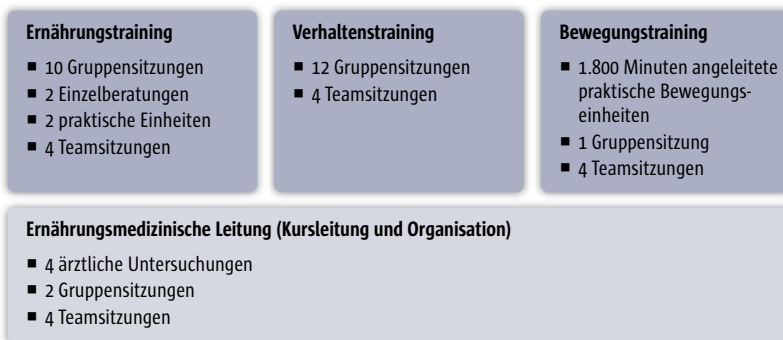 Ernährungstraining
■ 10 Gruppensitzungen
■ 2 Einzelberatungen
■ 2 praktische Einheiten
■ 4 Teamsitzungen
Verhaltenstraining
■ 12 Gruppensitzungen
■ 4 Teamsitzungen
Bewegungstraining
■ 1.800 Minuten angeleitete
praktische Bewegungs-
einheiten
■ 1 Gruppensitzung
■ 4 Teamsitzungen
Ernährungsmedizinische Leitung (Kursleitung und Organisation)
■ 4 ärztliche Untersuchungen
■ 2 Gruppensitzungen
■ 4 Teamsitzungen